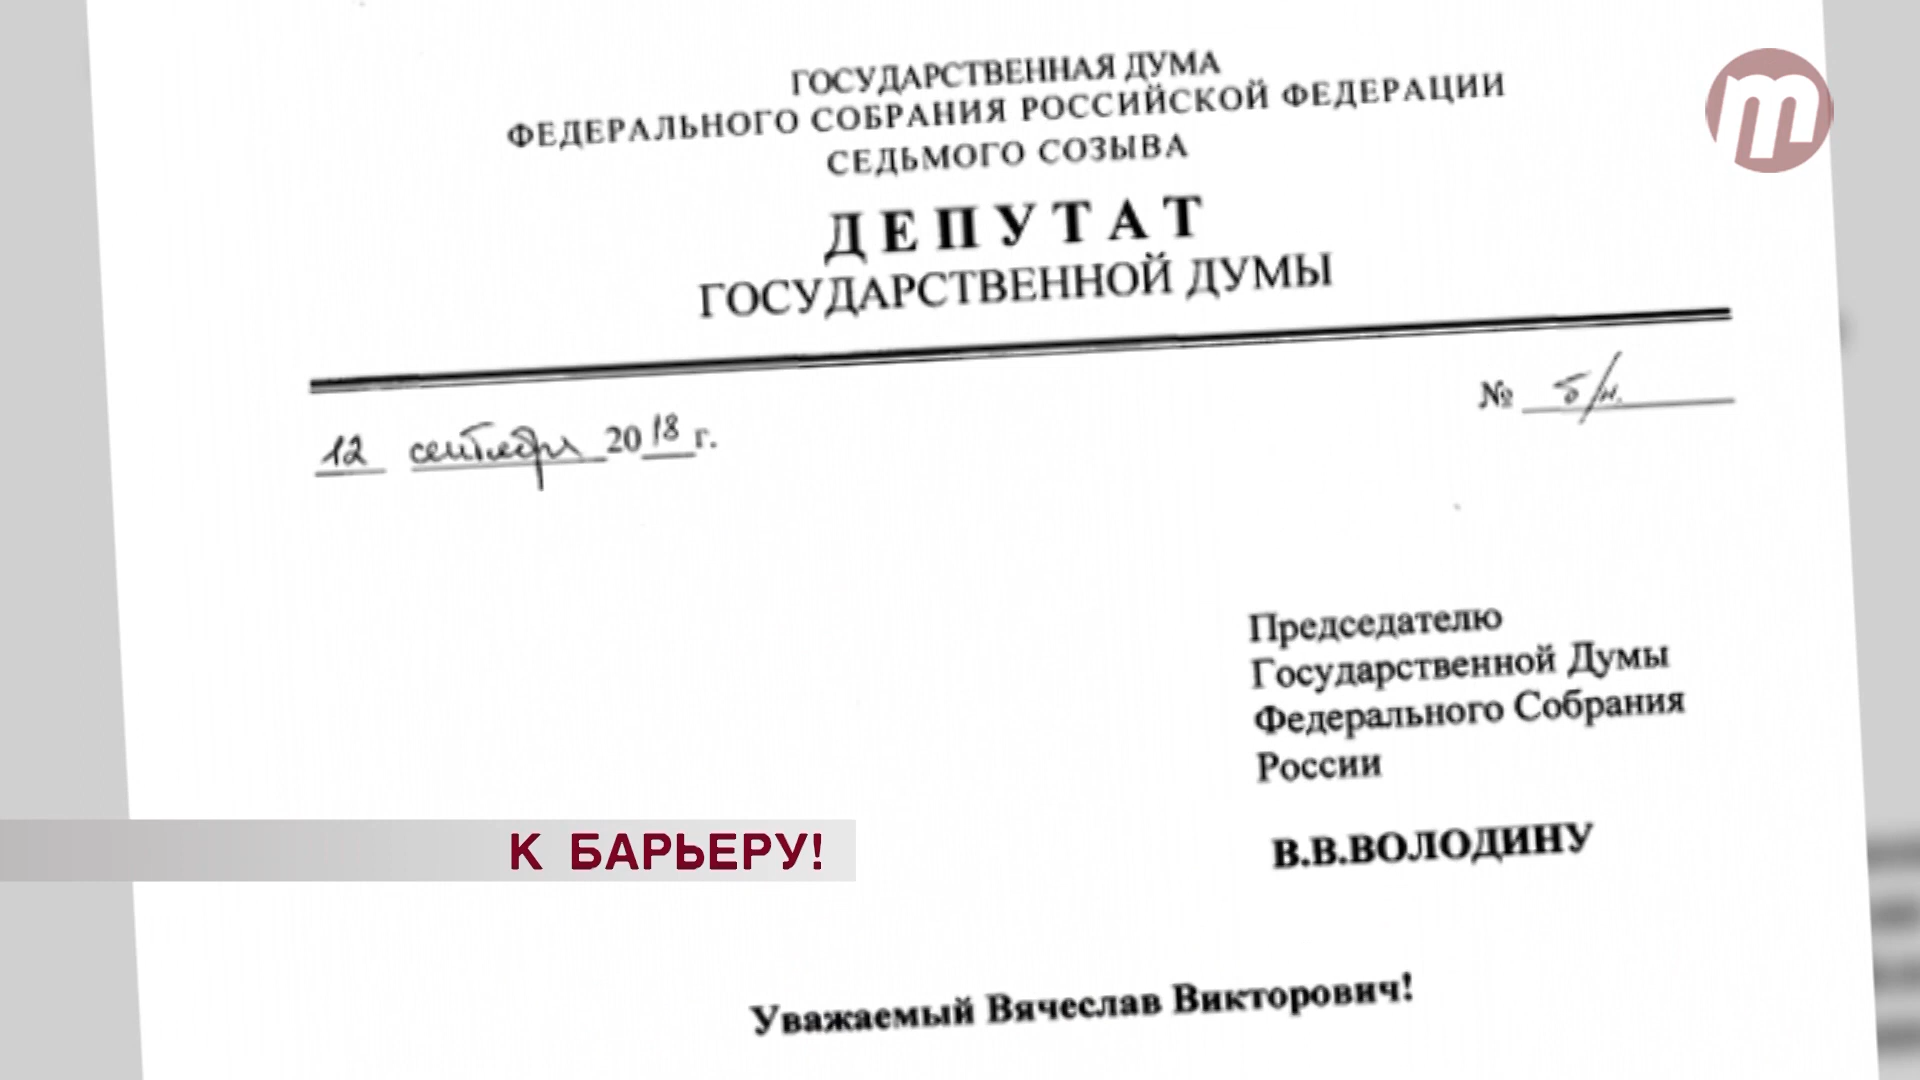 ГОСУДАРСТВЕННАЯ ДУМА
ФЕДЕРАЛЬНОГО СОБРАНИЯ РОССИЙСКОЙ ФЕДЕРАЦИИ
СЕДЬМОГО СОЗЫВА
ДЕПУТАТ
ГОСУДАРСТВЕННОЙ ДУМЫ
№ б/н.
12 сентября 2018 г.
Председателю
Государственной Думы
Федерального Собрания
России
В.В.ВОЛОДИНУ
К БАРЬЕРУ!
Уважаемый Вячеслав Викторович!